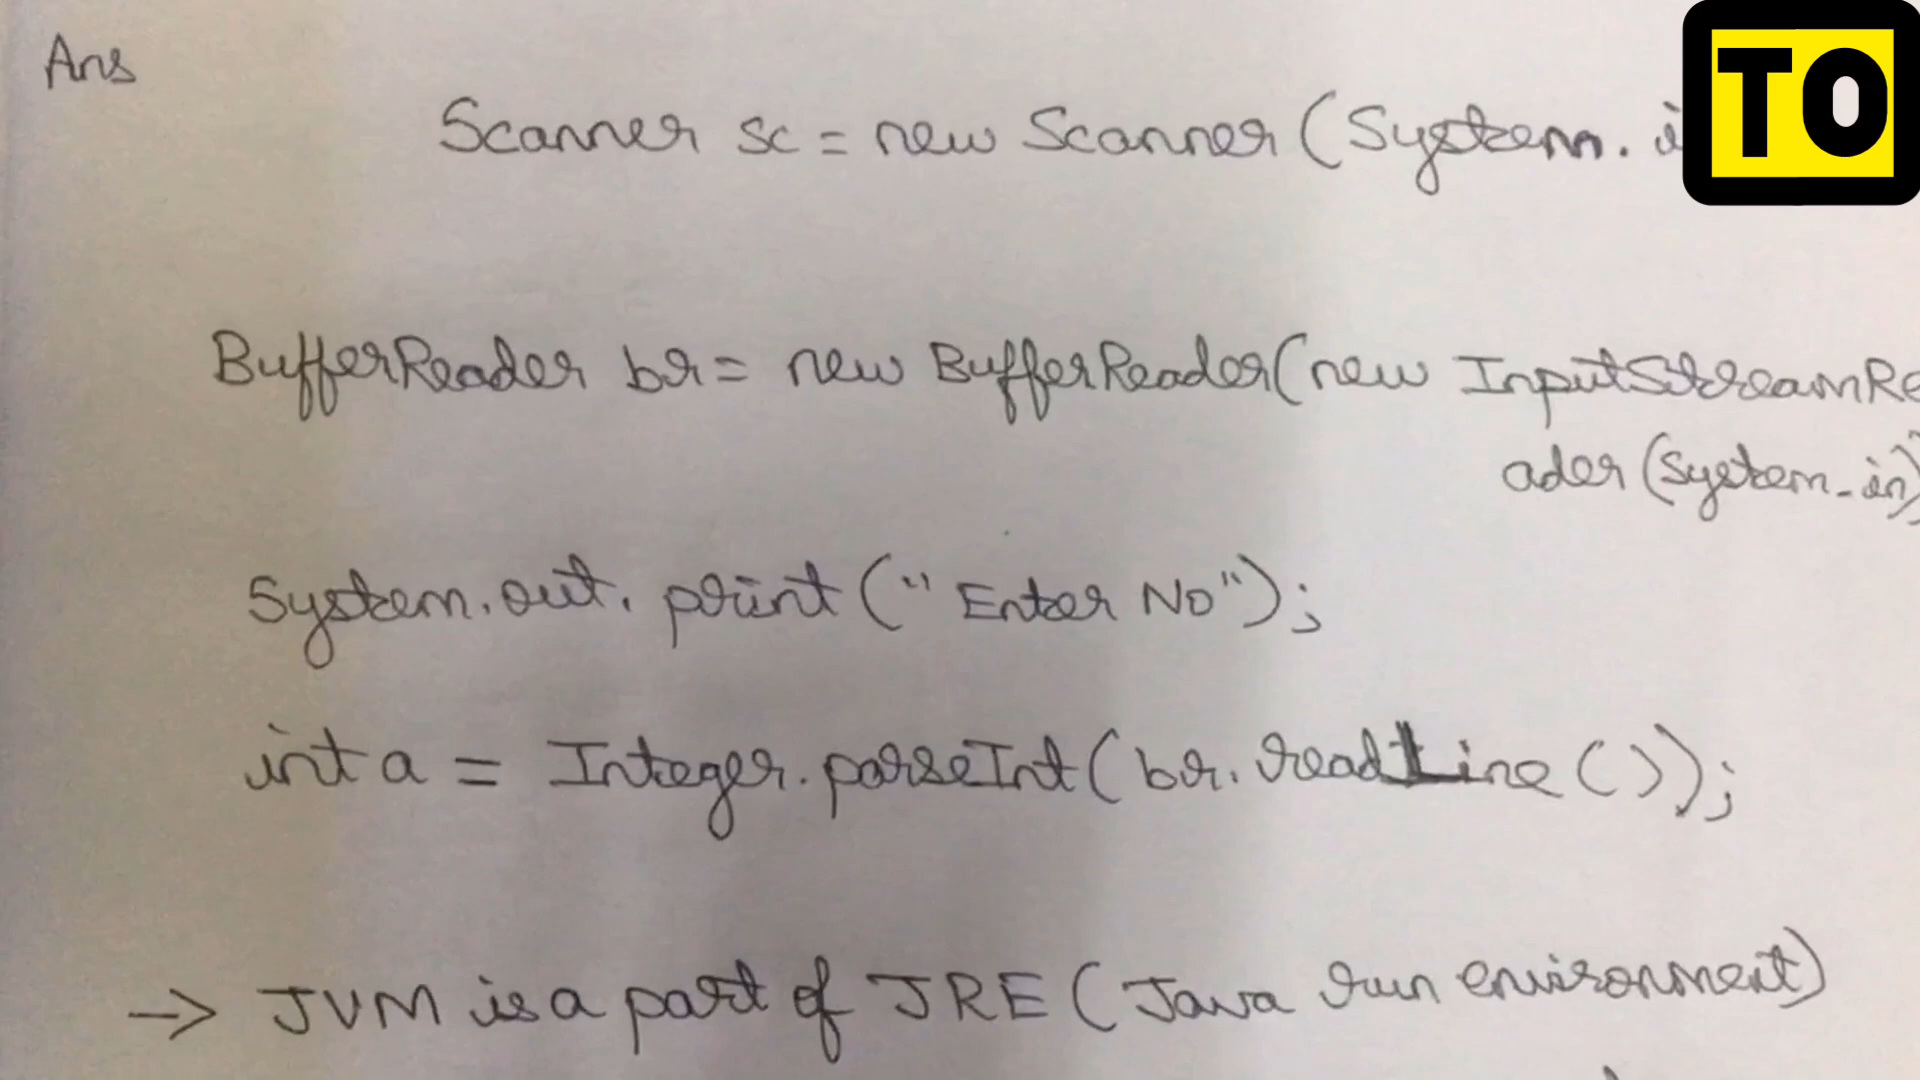 Ans
TO
Scanner sc = new Scanner (System.
BufferReader br = new BufferReader(new InputStreamRe
ader (System.in)
System.out.print ("Enter No");
int a = Integer.parseInt(br.readLine());
-> JVM is a part of JRE (Java run environment)